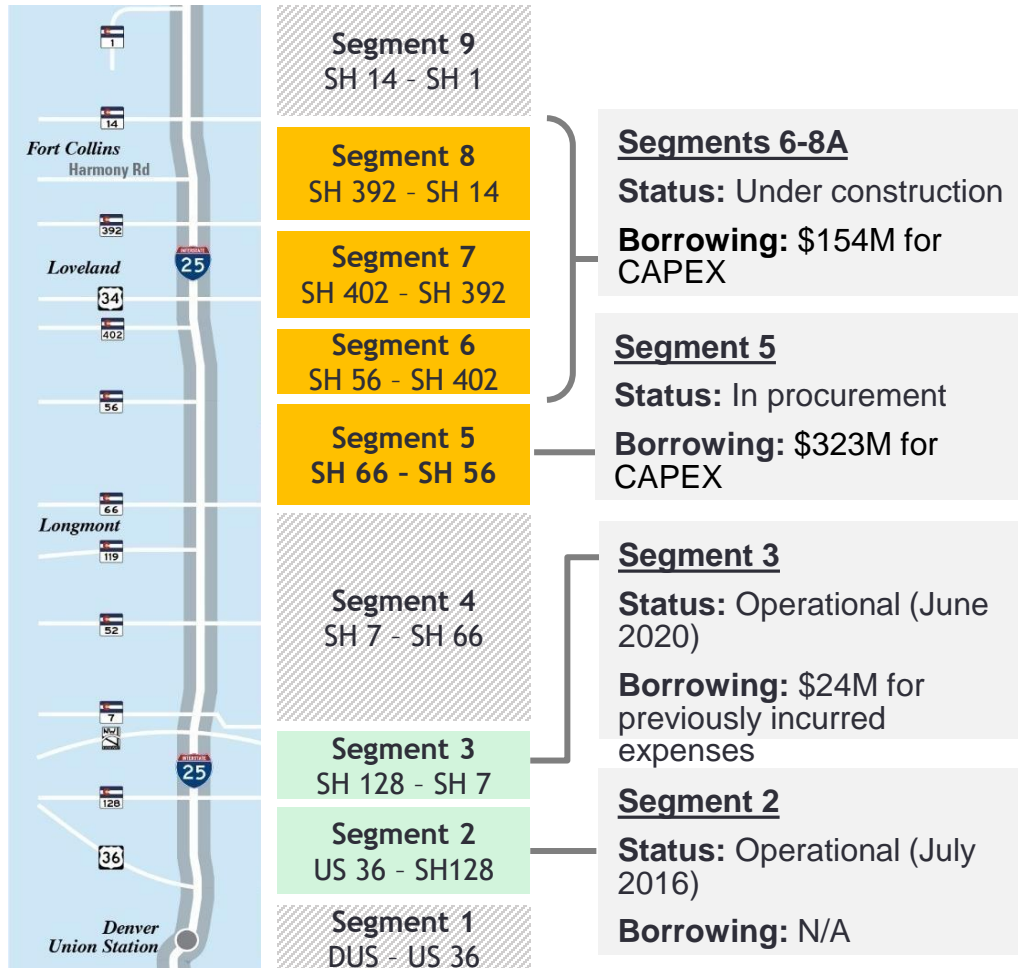 1
14
Fort Collins
Harmony Rd
392
INTERSTATE
25
Loveland
34
402
56
66
Longmont
119
52
7
INTERSTATE
25
128
36
Denver
Union Station
Segment 9
SH 14 - SH 1
Segment 8
SH 392 - SH 14
Segment 7
SH 402 - SH 392
Segment 6
SH 56 - SH 402
Segment 5
SH 66 - SH 56
Segment 4
SH 7 - SH 66
Segment 3
SH 128 - SH 7
Segment 2
US 36 - SH128
Segment 1
DUS - US 36
Segments 6-8A
Status: Under construction
Borrowing: $154M for
CAPEX
Segment 5
Status: In procurement
Borrowing: $323M for
CAPEX
Segment 3
Status: Operational (June
2020)
Borrowing: $24M for
previously incurred
expenses
Segment 2
Status: Operational (July
2016)
Borrowing: N/A